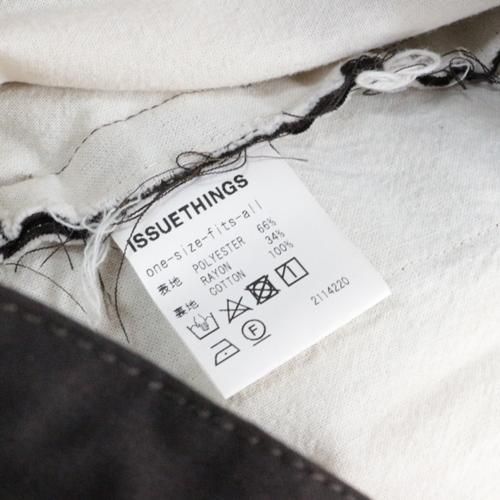 ISSUETHINGS
one-size-fits-all
表地 POLYESTER 66%
RAYON 34%
裏地 COTTON 100%
F
2114220